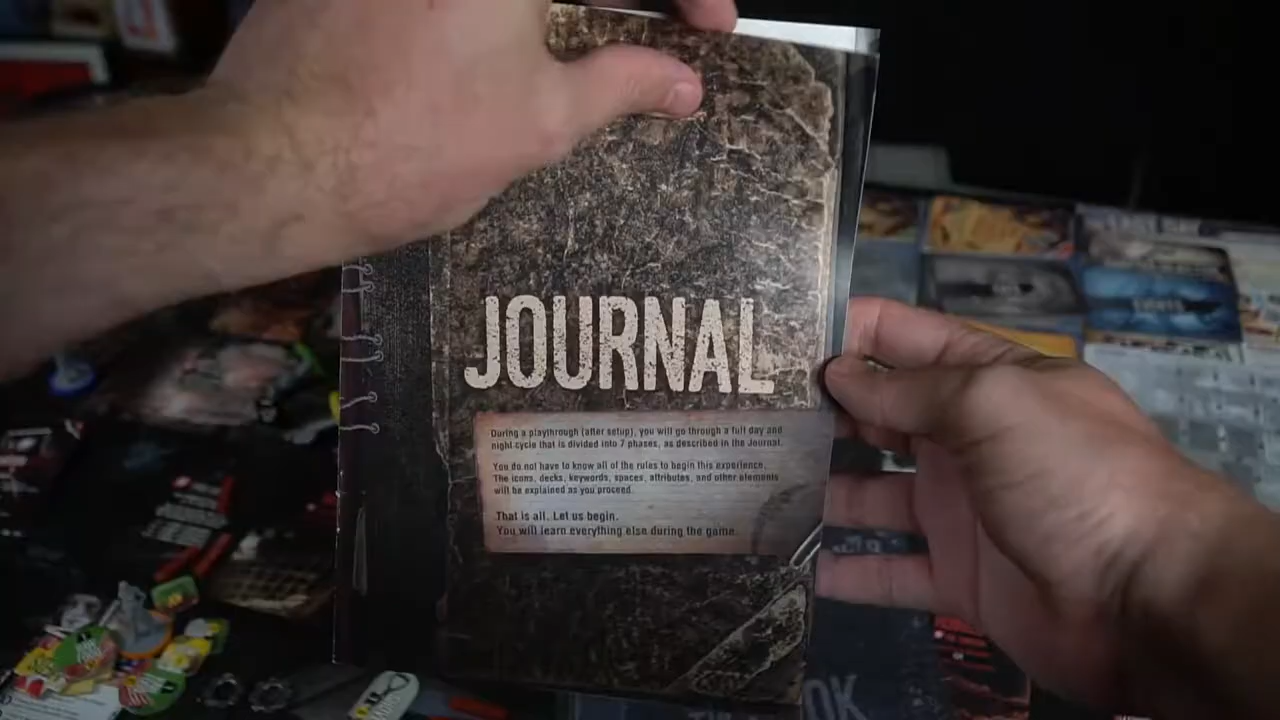 JOURNAL
During a playthrough (after setup), you will go through a full day and
night cycle that is divided into 7 phases, as described in the Journal.
You do not have to know all of the rules to begin this experience.
The icons, decks, keywords, spaces, attributes, and other elements
will be explained as you proceed.
That is all. Let us begin.
You will learn everything else during the game.